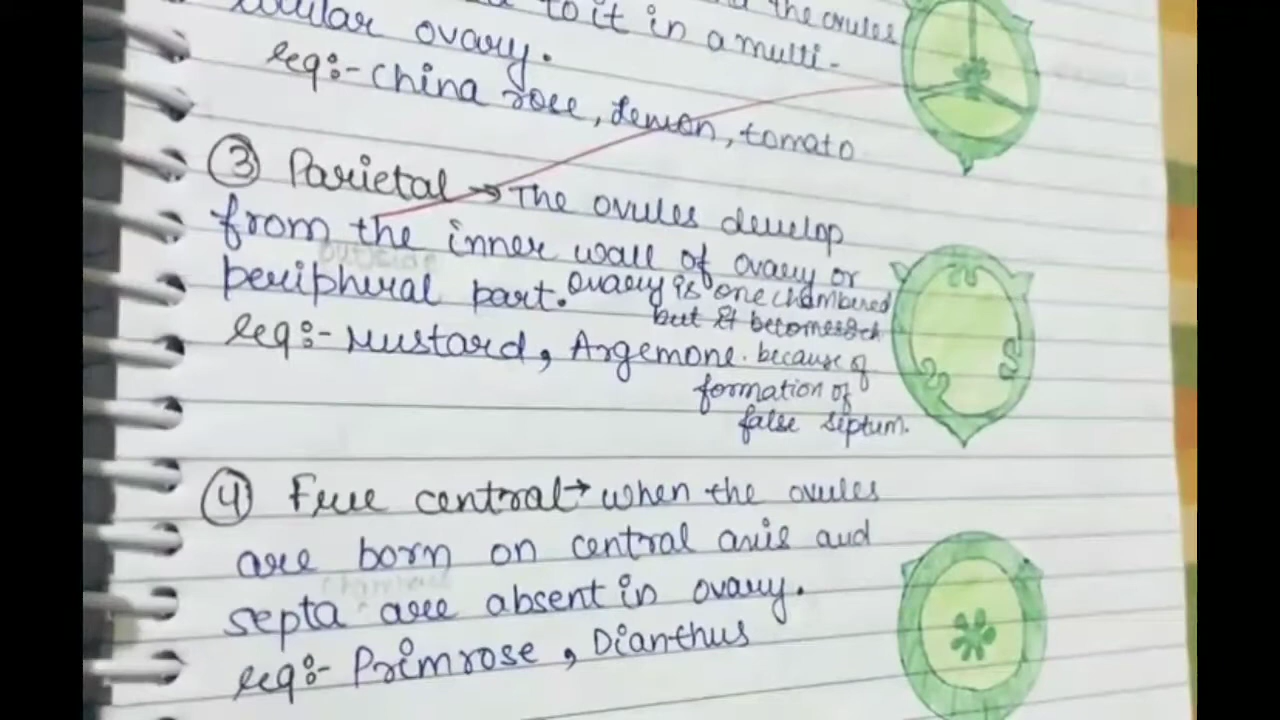 the ovules
to it in a multi-
ovary.
eg:- China rose, Lemon, tomato
③ Parietal → The ovules develop
from the inner wall of ovary or
peripheral part. Ovary is one chambered
but it becomes
eg:- Mustard, Argemone. because of
formation of
false septum.
④ Free central → when the ovules
are born on central axis and
septa are absent in ovary.
eg:- Primrose, Dianthus